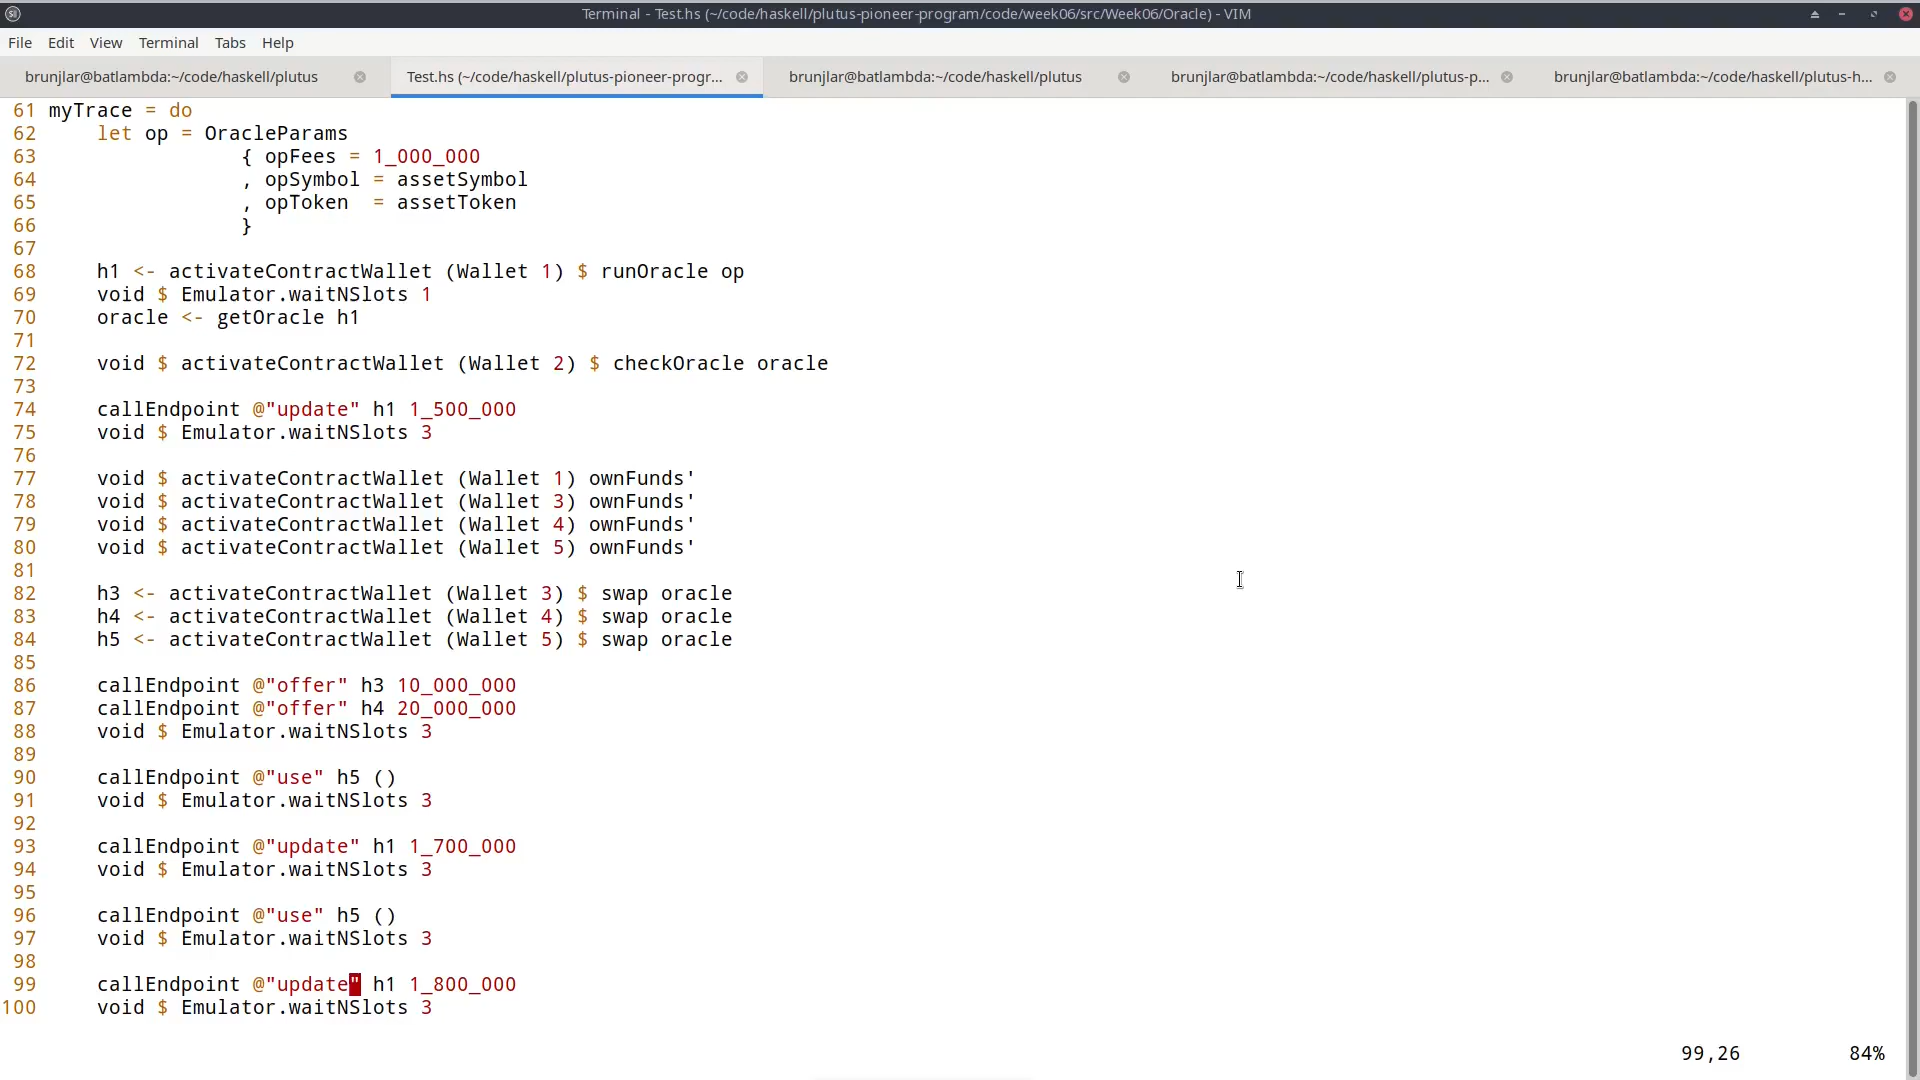 Terminal - Test.hs (~/code/haskell/plutus-pioneer-program/code/week06/src/Week06/Oracle) - VIM
File Edit View Terminal Tabs Help
brunjlar@batlambda:~/code/haskell/plutus Test.hs (~/code/haskell/plutus-pioneer-progr... brunjlar@batlambda:~/code/haskell/plutus brunjlar@batlambda:~/code/haskell/plutus-p... brunjlar@batlambda:~/code/haskell/plutus-h...
61 myTrace = do
62     let op = OracleParams
63                 { opFees = 1_000_000
64                 , opSymbol = assetSymbol
65                 , opToken  = assetToken
66                 }
67
68     h1 <- activateContractWallet (Wallet 1) $ runOracle op
69     void $ Emulator.waitNSlots 1
70     oracle <- getOracle h1
71
72     void $ activateContractWallet (Wallet 2) $ checkOracle oracle
73
74     callEndpoint @"update" h1 1_500_000
75     void $ Emulator.waitNSlots 3
76
77     void $ activateContractWallet (Wallet 1) ownFunds'
78     void $ activateContractWallet (Wallet 3) ownFunds'
79     void $ activateContractWallet (Wallet 4) ownFunds'
80     void $ activateContractWallet (Wallet 5) ownFunds'
81
82     h3 <- activateContractWallet (Wallet 3) $ swap oracle
83     h4 <- activateContractWallet (Wallet 4) $ swap oracle
84     h5 <- activateContractWallet (Wallet 5) $ swap oracle
85
86     callEndpoint @"offer" h3 10_000_000
87     callEndpoint @"offer" h4 20_000_000
88     void $ Emulator.waitNSlots 3
89
90     callEndpoint @"use" h5 ()
91     void $ Emulator.waitNSlots 3
92
93     callEndpoint @"update" h1 1_700_000
94     void $ Emulator.waitNSlots 3
95
96     callEndpoint @"use" h5 ()
97     void $ Emulator.waitNSlots 3
98
99     callEndpoint @"update" h1 1_800_000
100     void $ Emulator.waitNSlots 3
99,26 84%